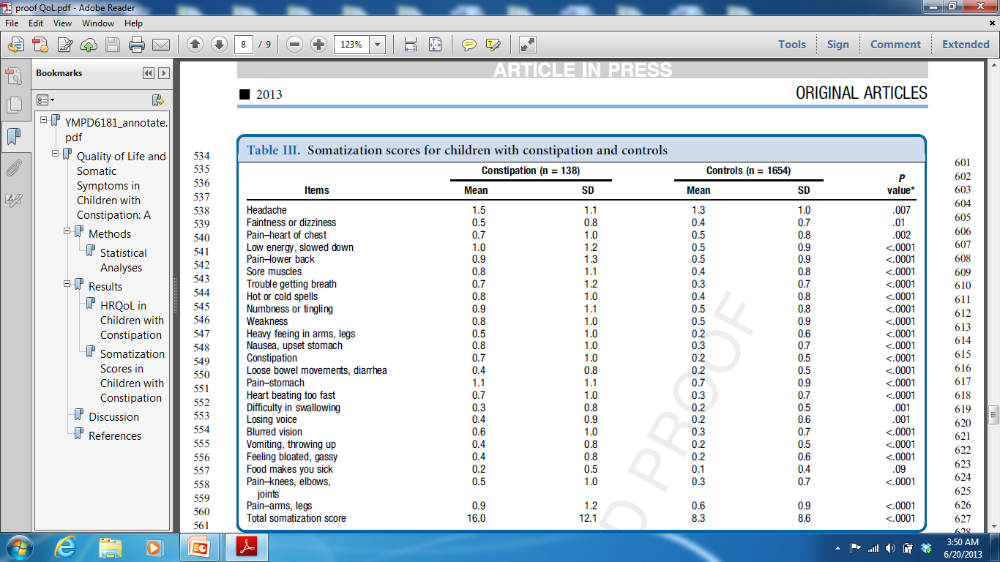 proof QoL.pdf - Adobe Reader
File Edit View Window Help
8 / 9 123% Tools Sign Comment Extended
Bookmarks
YMPD6181_annotate.
pdf
Quality of Life and
Somatic
Symptoms in
Children with
Constipation: A
Methods
Statistical
Analyses
Results
HRQoL in
Children with
Constipation
Somatization
Scores in
Children with
Constipation
Discussion
References
ARTICLE IN PRESS
■ 2013 ORIGINAL ARTICLES
534
535
536
537
538
539
540
541
542
543
544
545
546
547
548
549
550
551
552
553
554
555
556
557
558
559
560
561
Table III. Somatization scores for children with constipation and controls
Constipation (n = 138) Controls (n = 1654)
P
Items Mean SD Mean SD value*
Headache 1.5 1.1 1.3 1.0 .007
Faintness or dizziness 0.5 0.8 0.4 0.7 .01
Pain–heart of chest 0.7 1.0 0.5 0.8 .002
Low energy, slowed down 1.0 1.2 0.5 0.9 <.0001
Pain–lower back 0.9 1.3 0.5 0.9 <.0001
Sore muscles 0.8 1.1 0.4 0.8 <.0001
Trouble getting breath 0.7 1.2 0.3 0.7 <.0001
Hot or cold spells 0.8 1.0 0.4 0.8 <.0001
Numbness or tingling 0.9 1.1 0.5 0.8 <.0001
Weakness 0.8 1.0 0.5 0.9 <.0001
Heavy feeing in arms, legs 0.5 1.0 0.2 0.6 <.0001
Nausea, upset stomach 0.8 1.0 0.3 0.7 <.0001
Constipation 0.7 1.0 0.2 0.5 <.0001
Loose bowel movements, diarrhea 0.4 0.8 0.2 0.5 <.0001
Pain–stomach 1.1 1.1 0.7 0.9 <.0001
Heart beating too fast 0.7 1.0 0.3 0.7 <.0001
Difficulty in swallowing 0.3 0.8 0.2 0.5 .001
Losing voice 0.4 0.9 0.2 0.6 .001
Blurred vision 0.6 1.0 0.3 0.7 <.0001
Vomiting, throwing up 0.4 0.8 0.2 0.5 <.0001
Feeling bloated, gassy 0.4 0.8 0.2 0.6 <.0001
Food makes you sick 0.2 0.5 0.1 0.4 .09
Pain–knees, elbows, 0.5 1.0 0.3 0.7 <.0001
joints
Pain–arms, legs 0.9 1.2 0.6 0.9 <.0001
Total somatization score 16.0 12.1 8.3 8.6 <.0001
D PROOF
601
602
603
604
605
606
607
608
609
610
611
612
613
614
615
616
617
618
619
620
621
622
623
624
625
626
627
628
3:50 AM
6/20/2013